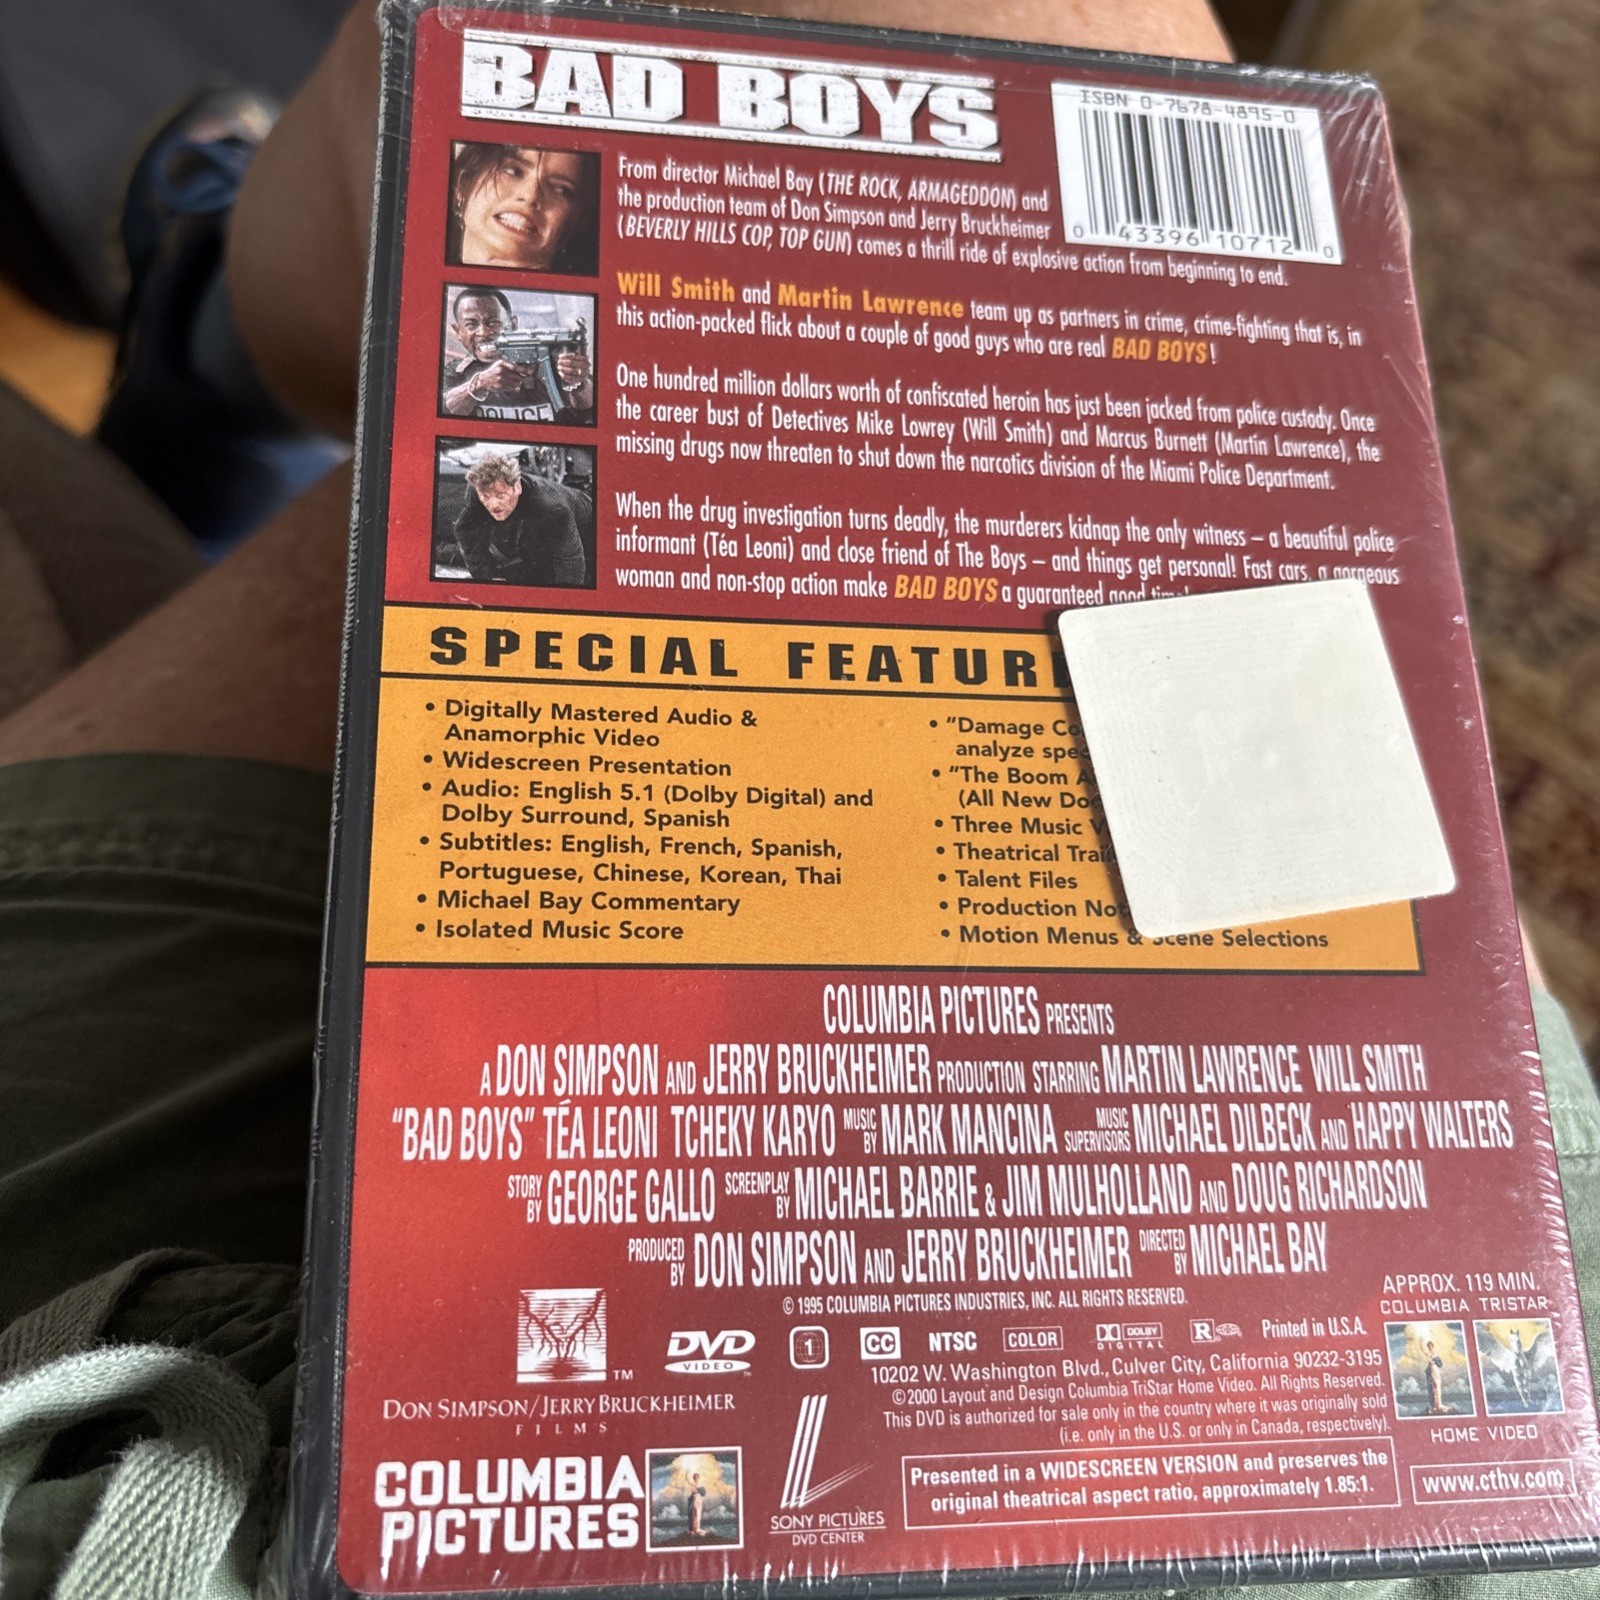 BAD BOYS
ISBN 0-7678-4895-0
0 43396 10712 0
From director Michael Bay (THE ROCK, ARMAGEDDON) and
the production team of Don Simpson and Jerry Bruckheimer
(BEVERLY HILLS COP, TOP GUN) comes a thrill ride of explosive action from beginning to end.
Will Smith and Martin Lawrence team up as partners in crime, crime-fighting that is, in
this action-packed flick about a couple of good guys who are real BAD BOYS!
One hundred million dollars worth of confiscated heroin has just been jacked from police custody. Once
the career bust of Detectives Mike Lowrey (Will Smith) and Marcus Burnett (Martin Lawrence), the
missing drugs now threaten to shut down the narcotics division of the Miami Police Department.
When the drug investigation turns deadly, the murderers kidnap the only witness – a beautiful police
informant (Téa Leoni) and close friend of The Boys – and things get personal! Fast cars, a gorgeous
woman and non-stop action make BAD BOYS a guaranteed good time!
POLICE
SPECIAL FEATUR
• Digitally Mastered Audio &
Anamorphic Video
• Widescreen Presentation
• Audio: English 5.1 (Dolby Digital) and
Dolby Surround, Spanish
• Subtitles: English, French, Spanish,
Portuguese, Chinese, Korean, Thai
• Michael Bay Commentary
• Isolated Music Score
• "Damage Co
analyze spe
• "The Boom A
(All New Do
• Three Music V
• Theatrical Trai
• Talent Files
• Production Not
• Motion Menus & Scene Selections
COLUMBIA PICTURES PRESENTS
A DON SIMPSON AND JERRY BRUCKHEIMER PRODUCTION STARRING MARTIN LAWRENCE WILL SMITH
"BAD BOYS" TÉA LEONI TCHEKY KARYO MUSIC BY MARK MANCINA MUSIC SUPERVISORS MICHAEL DILBECK AND HAPPY WALTERS
STORY BY GEORGE GALLO SCREENPLAY BY MICHAEL BARRIE & JIM MULHOLLAND AND DOUG RICHARDSON
PRODUCED BY DON SIMPSON AND JERRY BRUCKHEIMER DIRECTED BY MICHAEL BAY
© 1995 COLUMBIA PICTURES INDUSTRIES, INC. ALL RIGHTS RESERVED.
APPROX. 119 MIN.
COLUMBIA TRISTAR
HOME VIDEO
TM
DON SIMPSON/JERRY BRUCKHEIMER
FILMS
DVD
VIDEO
1
CC
NTSC
COLOR
DOLBY
DIGITAL
R
Printed in U.S.A.
10202 W. Washington Blvd., Culver City, California 90232-3195
©2000 Layout and Design Columbia TriStar Home Video. All Rights Reserved.
This DVD is authorized for sale only in the country where it was originally sold
(i.e. only in the U.S. or only in Canada, respectively).
COLUMBIA
PICTURES
SONY PICTURES
DVD CENTER
Presented in a WIDESCREEN VERSION and preserves the
original theatrical aspect ratio, approximately 1.85:1.
www.cthv.com